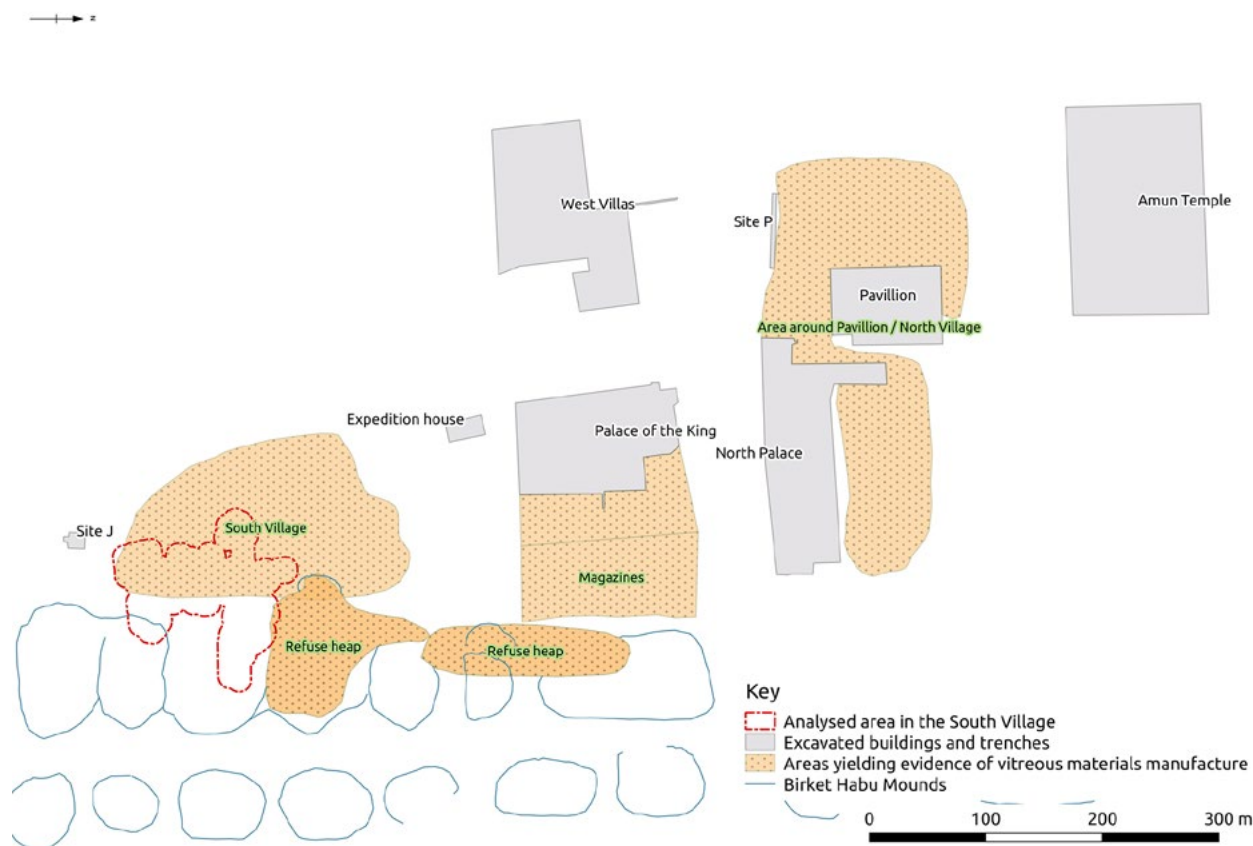 z
West Villas
Amun Temple
Site P
Pavillion
Area around Pavillion / North Village
Expedition house
Palace of the King
North Palace
South Village
Site J
Magazines
Refuse heap
Refuse heap
Key
Analysed area in the South Village
Excavated buildings and trenches
Areas yielding evidence of vitreous materials manufacture
Birket Habu Mounds
0 100 200 300 m